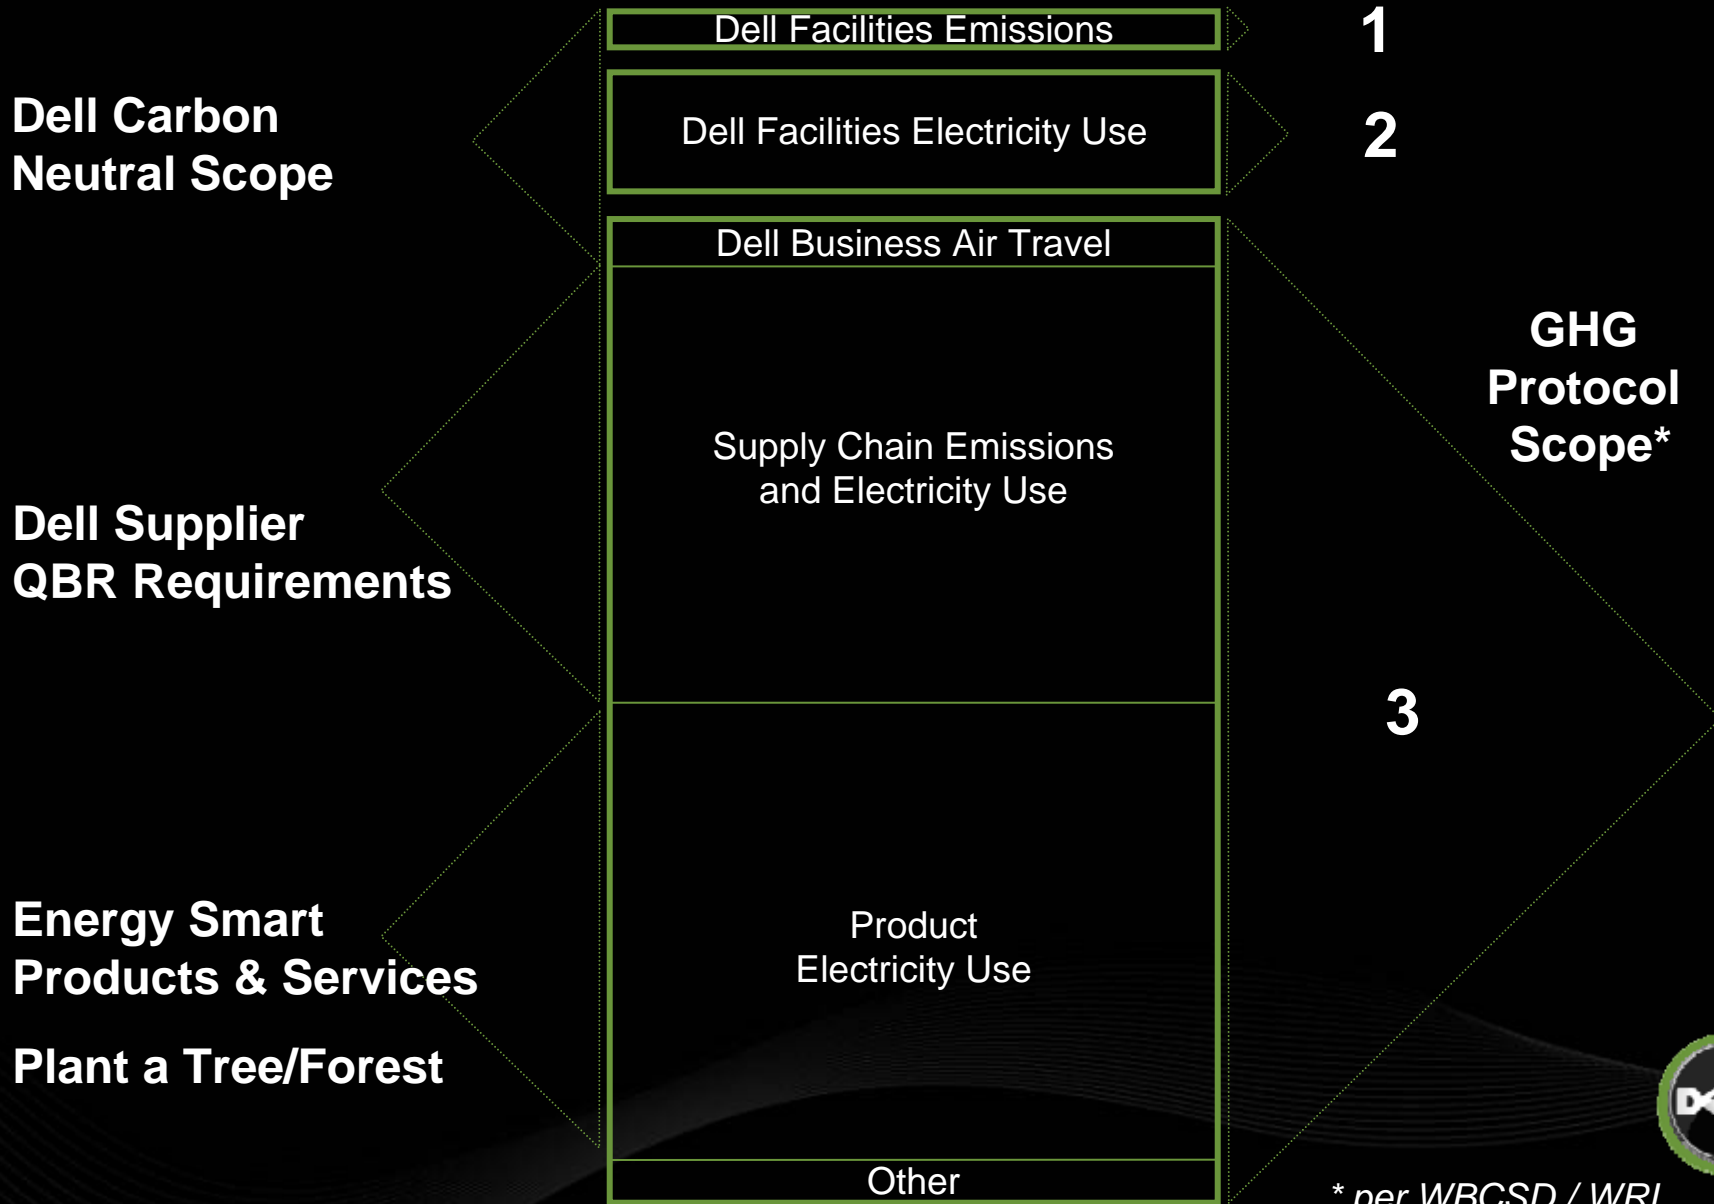 Dell Facilities Emissions
1
Dell Carbon
Neutral Scope
Dell Facilities Electricity Use
2
Dell Business Air Travel
GHG
Protocol
Scope*
Supply Chain Emissions
and Electricity Use
Dell Supplier
QBR Requirements
3
Energy Smart
Products & Services
Product
Electricity Use
Plant a Tree/Forest
Other
* per WBCSD / WRI